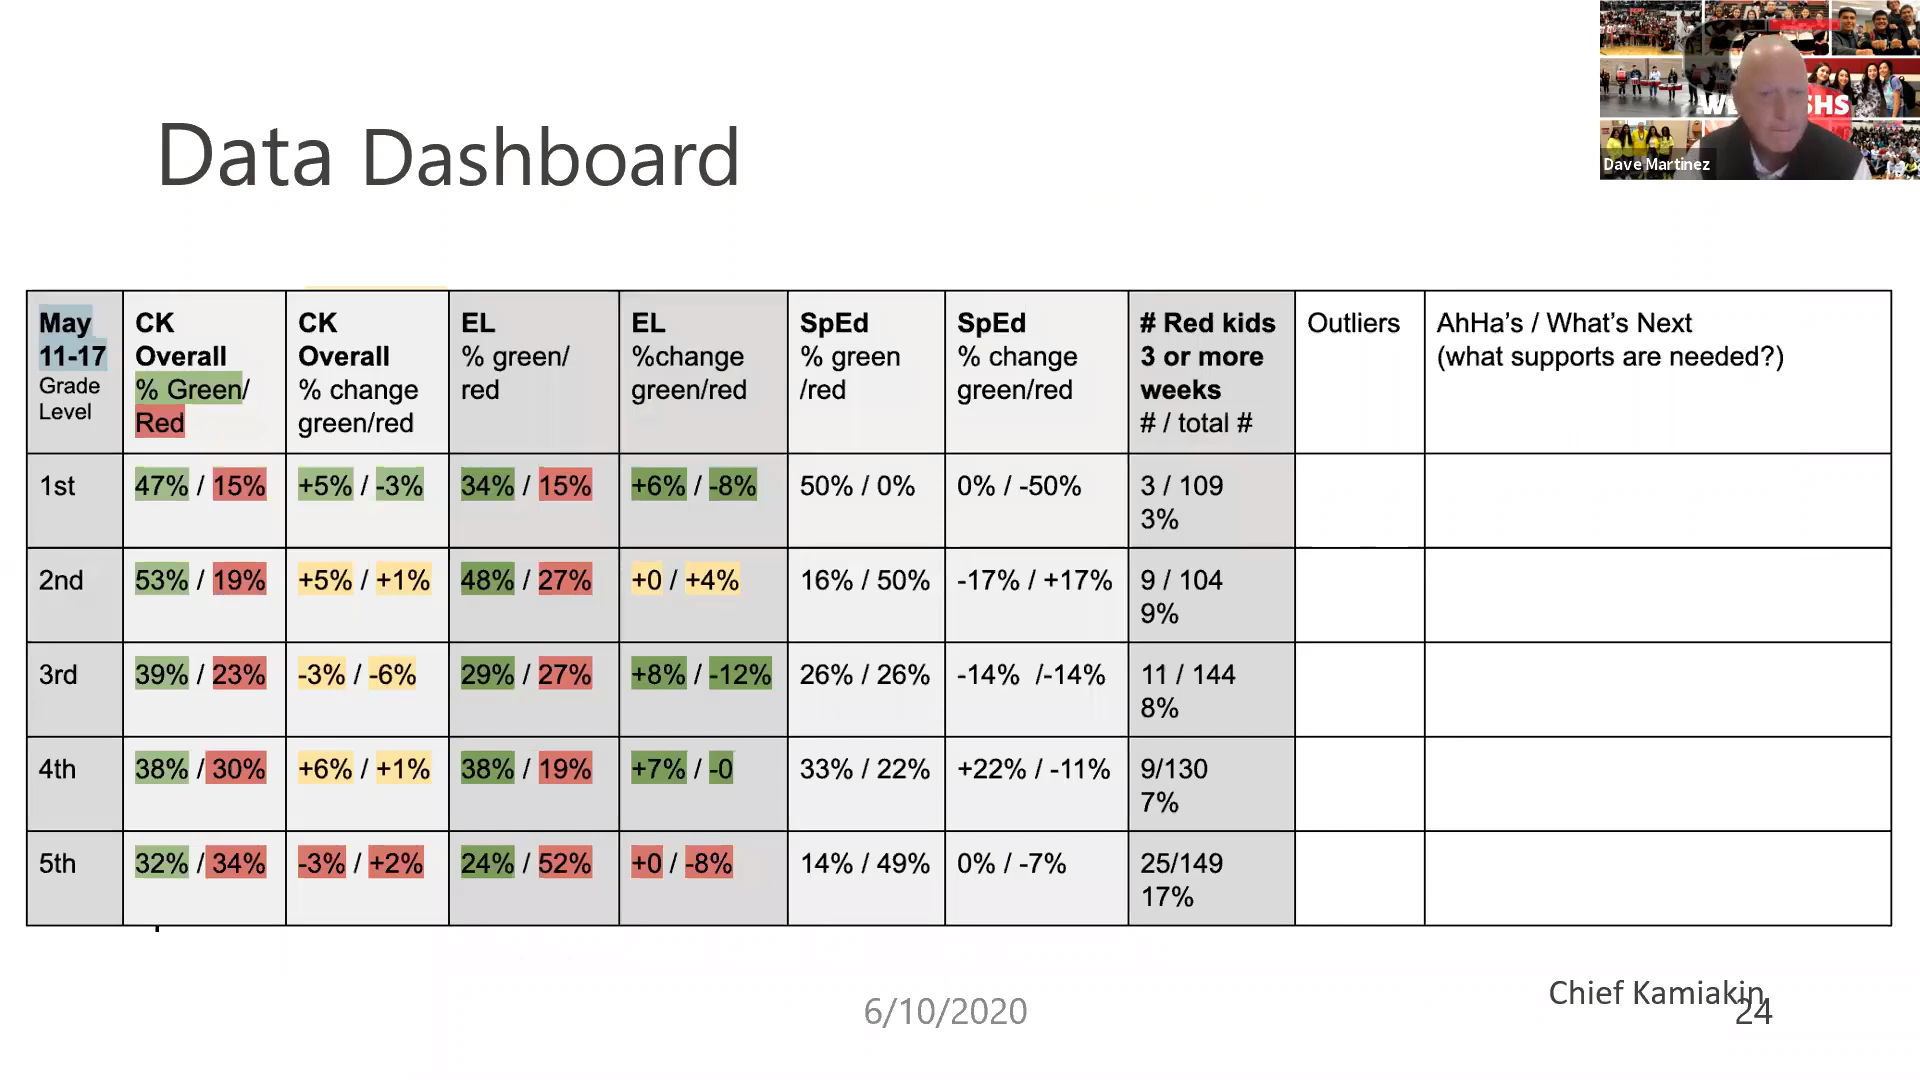 Data Dashboard
WE SHS
Dave Martinez
May 11-17 Grade Level
CK Overall % Green/ Red
CK Overall % change green/red
EL % green/ red
EL %change green/red
SpEd % green /red
SpEd % change green/red
# Red kids 3 or more weeks # / total #
Outliers
AhHa’s / What’s Next (what supports are needed?)
1st 47% / 15% +5% / -3% 34% / 15% +6% / -8% 50% / 0% 0% / -50% 3 / 109 3%
2nd 53% / 19% +5% / +1% 48% / 27% +0 / +4% 16% / 50% -17% / +17% 9 / 104 9%
3rd 39% / 23% -3% / -6% 29% / 27% +8% / -12% 26% / 26% -14% /-14% 11 / 144 8%
4th 38% / 30% +6% / +1% 38% / 19% +7% / -0 33% / 22% +22% / -11% 9/130 7%
5th 32% / 34% -3% / +2% 24% / 52% +0 / -8% 14% / 49% 0% / -7% 25/149 17%
6/10/2020
Chief Kamiakin
24